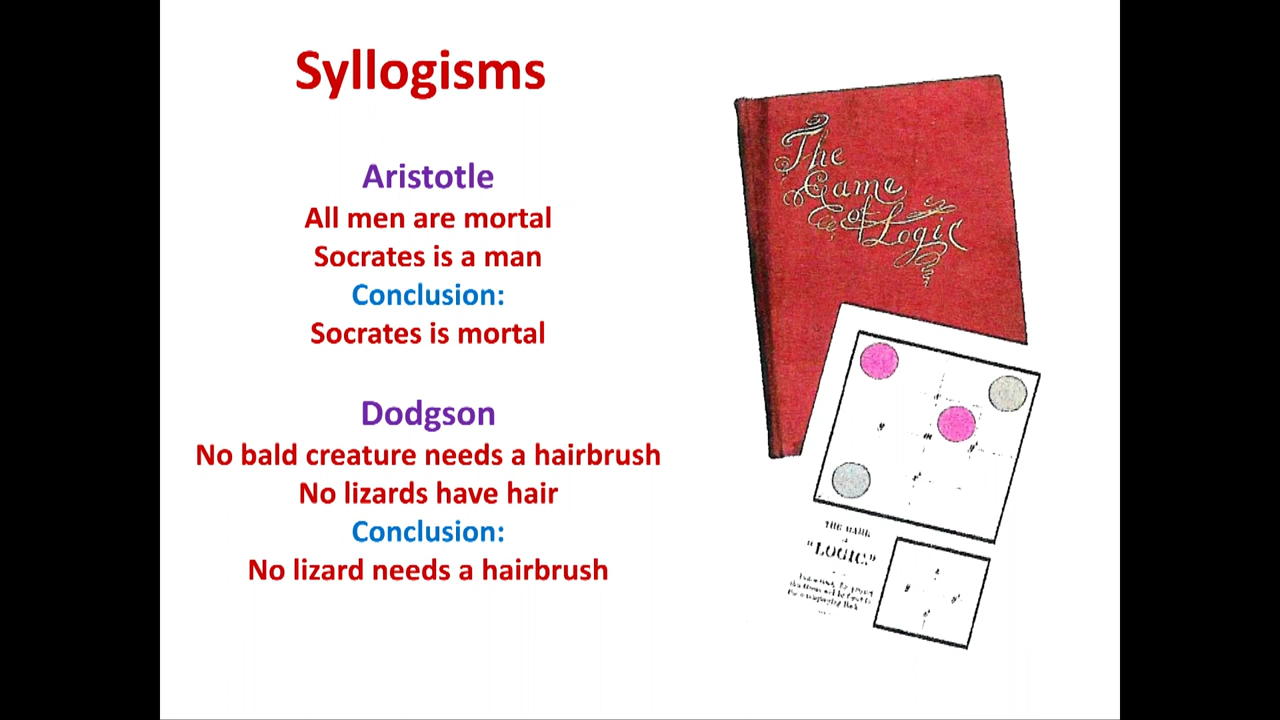 Syllogisms
Aristotle
All men are mortal
Socrates is a man
Conclusion:
Socrates is mortal
Dodgson
No bald creature needs a hairbrush
No lizards have hair
Conclusion:
No lizard needs a hairbrush
The
Game
of Logic
y
m
y'
x'
"LOGIC."
x
y
y'
x'